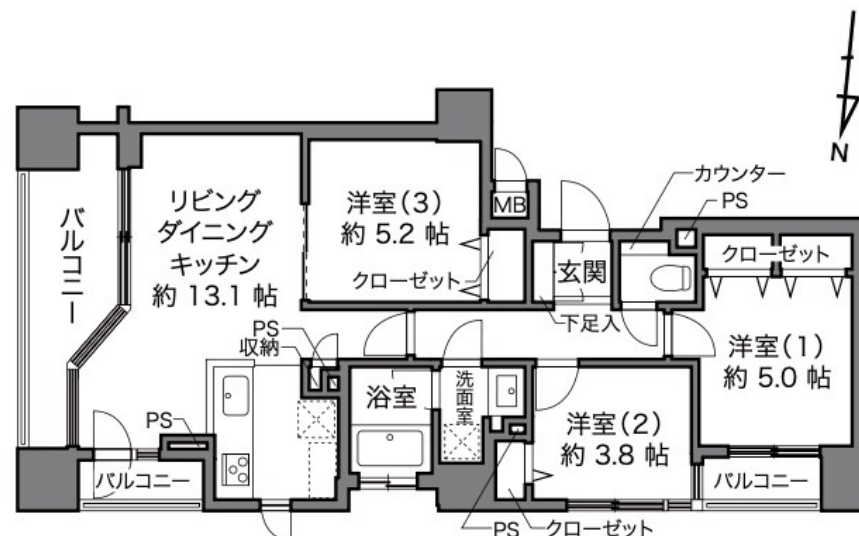 N
カウンター
PS
MB
洋室(3)
約 5.2 帖
クローゼット
リビング
ダイニング
キッチン
約 13.1 帖
バルコニー
玄関
下足入
クローゼット
洋室(1)
約 5.0 帖
PS
収納
浴室
洗面室
洋室(2)
約 3.8 帖
PS
バルコニー
バルコニー
PS
クローゼット